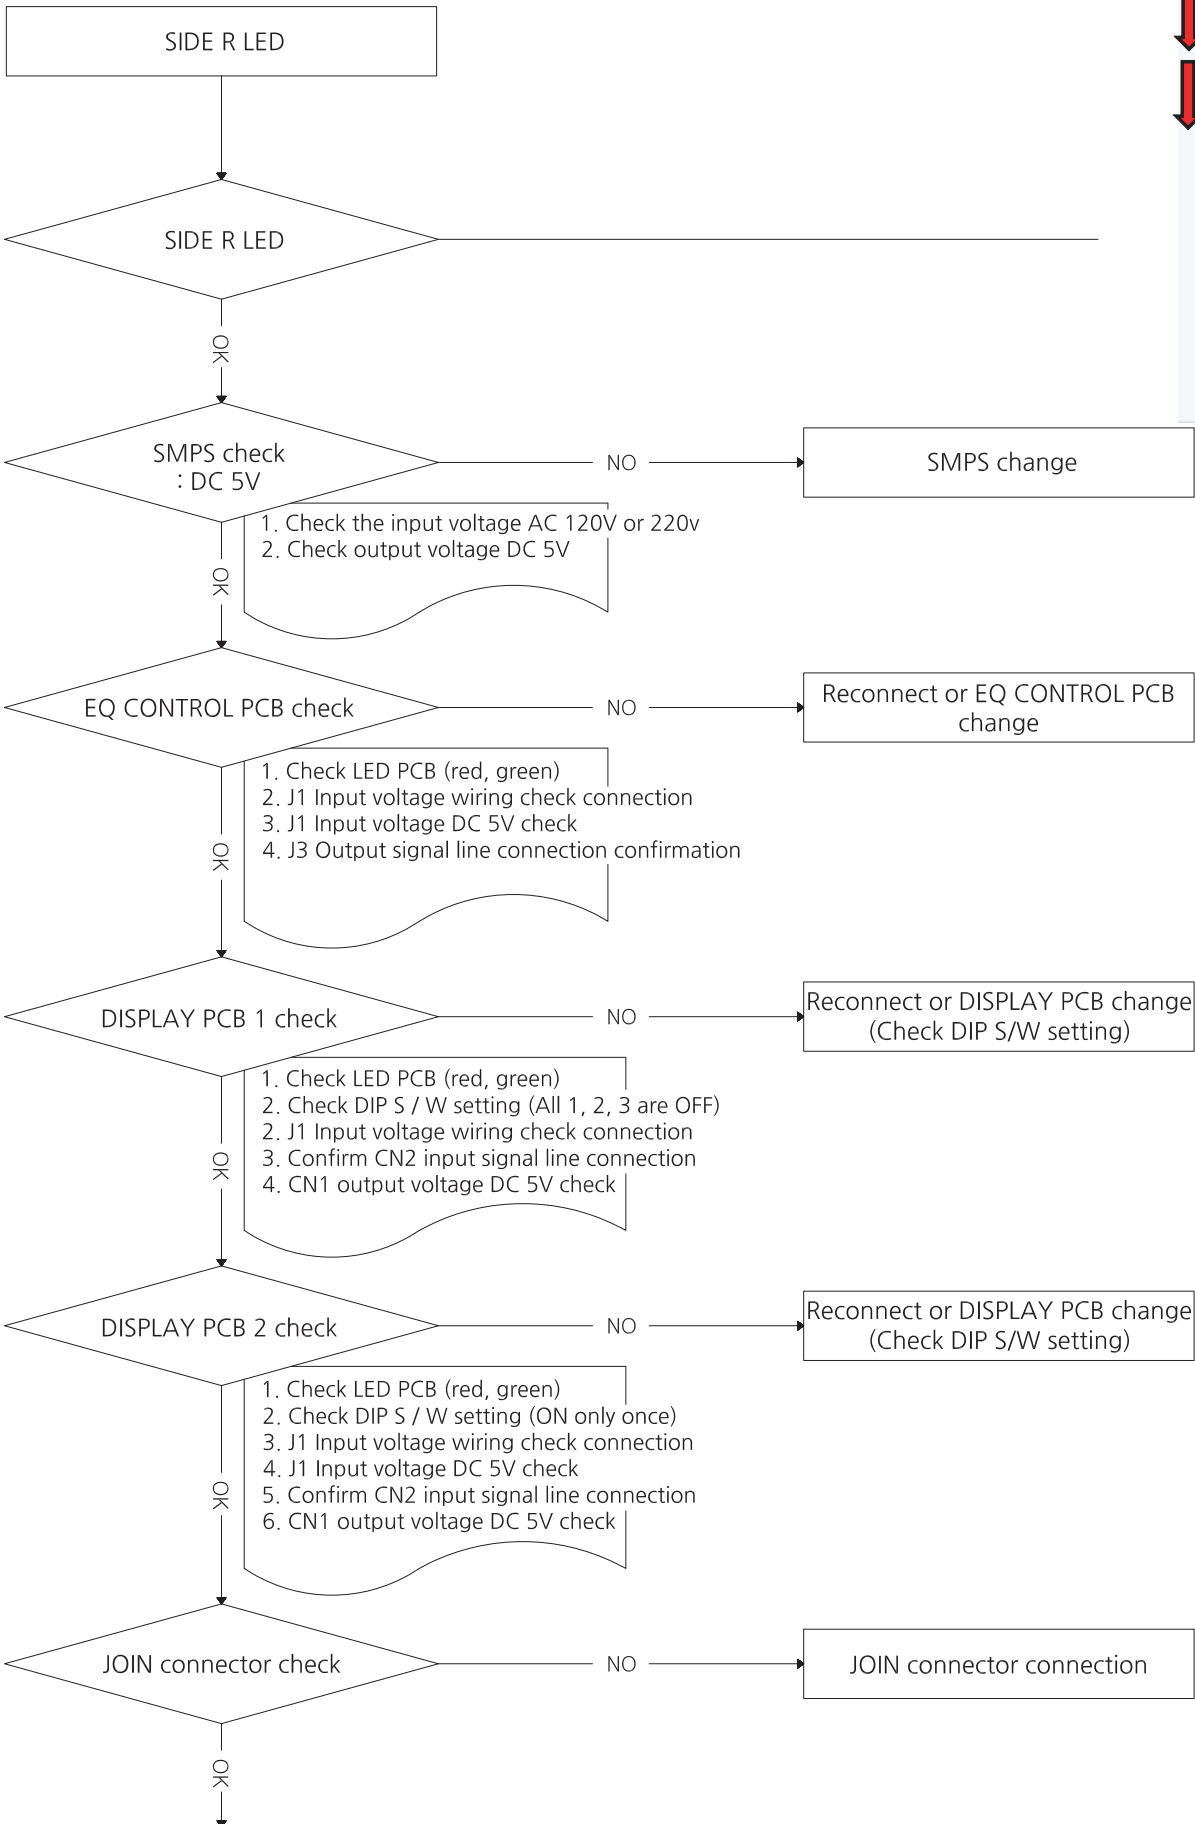 SIDE R LED
SIDE R LED
OK
SMPS check
: DC 5V
NO
SMPS change
1. Check the input voltage AC 120V or 220v
2. Check output voltage DC 5V
OK
EQ CONTROL PCB check
NO
Reconnect or EQ CONTROL PCB
change
1. Check LED PCB (red, green)
2. J1 Input voltage wiring check connection
3. J1 Input voltage DC 5V check
4. J3 Output signal line connection confirmation
OK
DISPLAY PCB 1 check
NO
Reconnect or DISPLAY PCB change
(Check DIP S/W setting)
1. Check LED PCB (red, green)
2. Check DIP S / W setting (All 1, 2, 3 are OFF)
2. J1 Input voltage wiring check connection
3. Confirm CN2 input signal line connection
4. CN1 output voltage DC 5V check
OK
DISPLAY PCB 2 check
NO
Reconnect or DISPLAY PCB change
(Check DIP S/W setting)
1. Check LED PCB (red, green)
2. Check DIP S / W setting (ON only once)
3. J1 Input voltage wiring check connection
4. J1 Input voltage DC 5V check
5. Confirm CN2 input signal line connection
6. CN1 output voltage DC 5V check
OK
JOIN connector check
NO
JOIN connector connection
OK